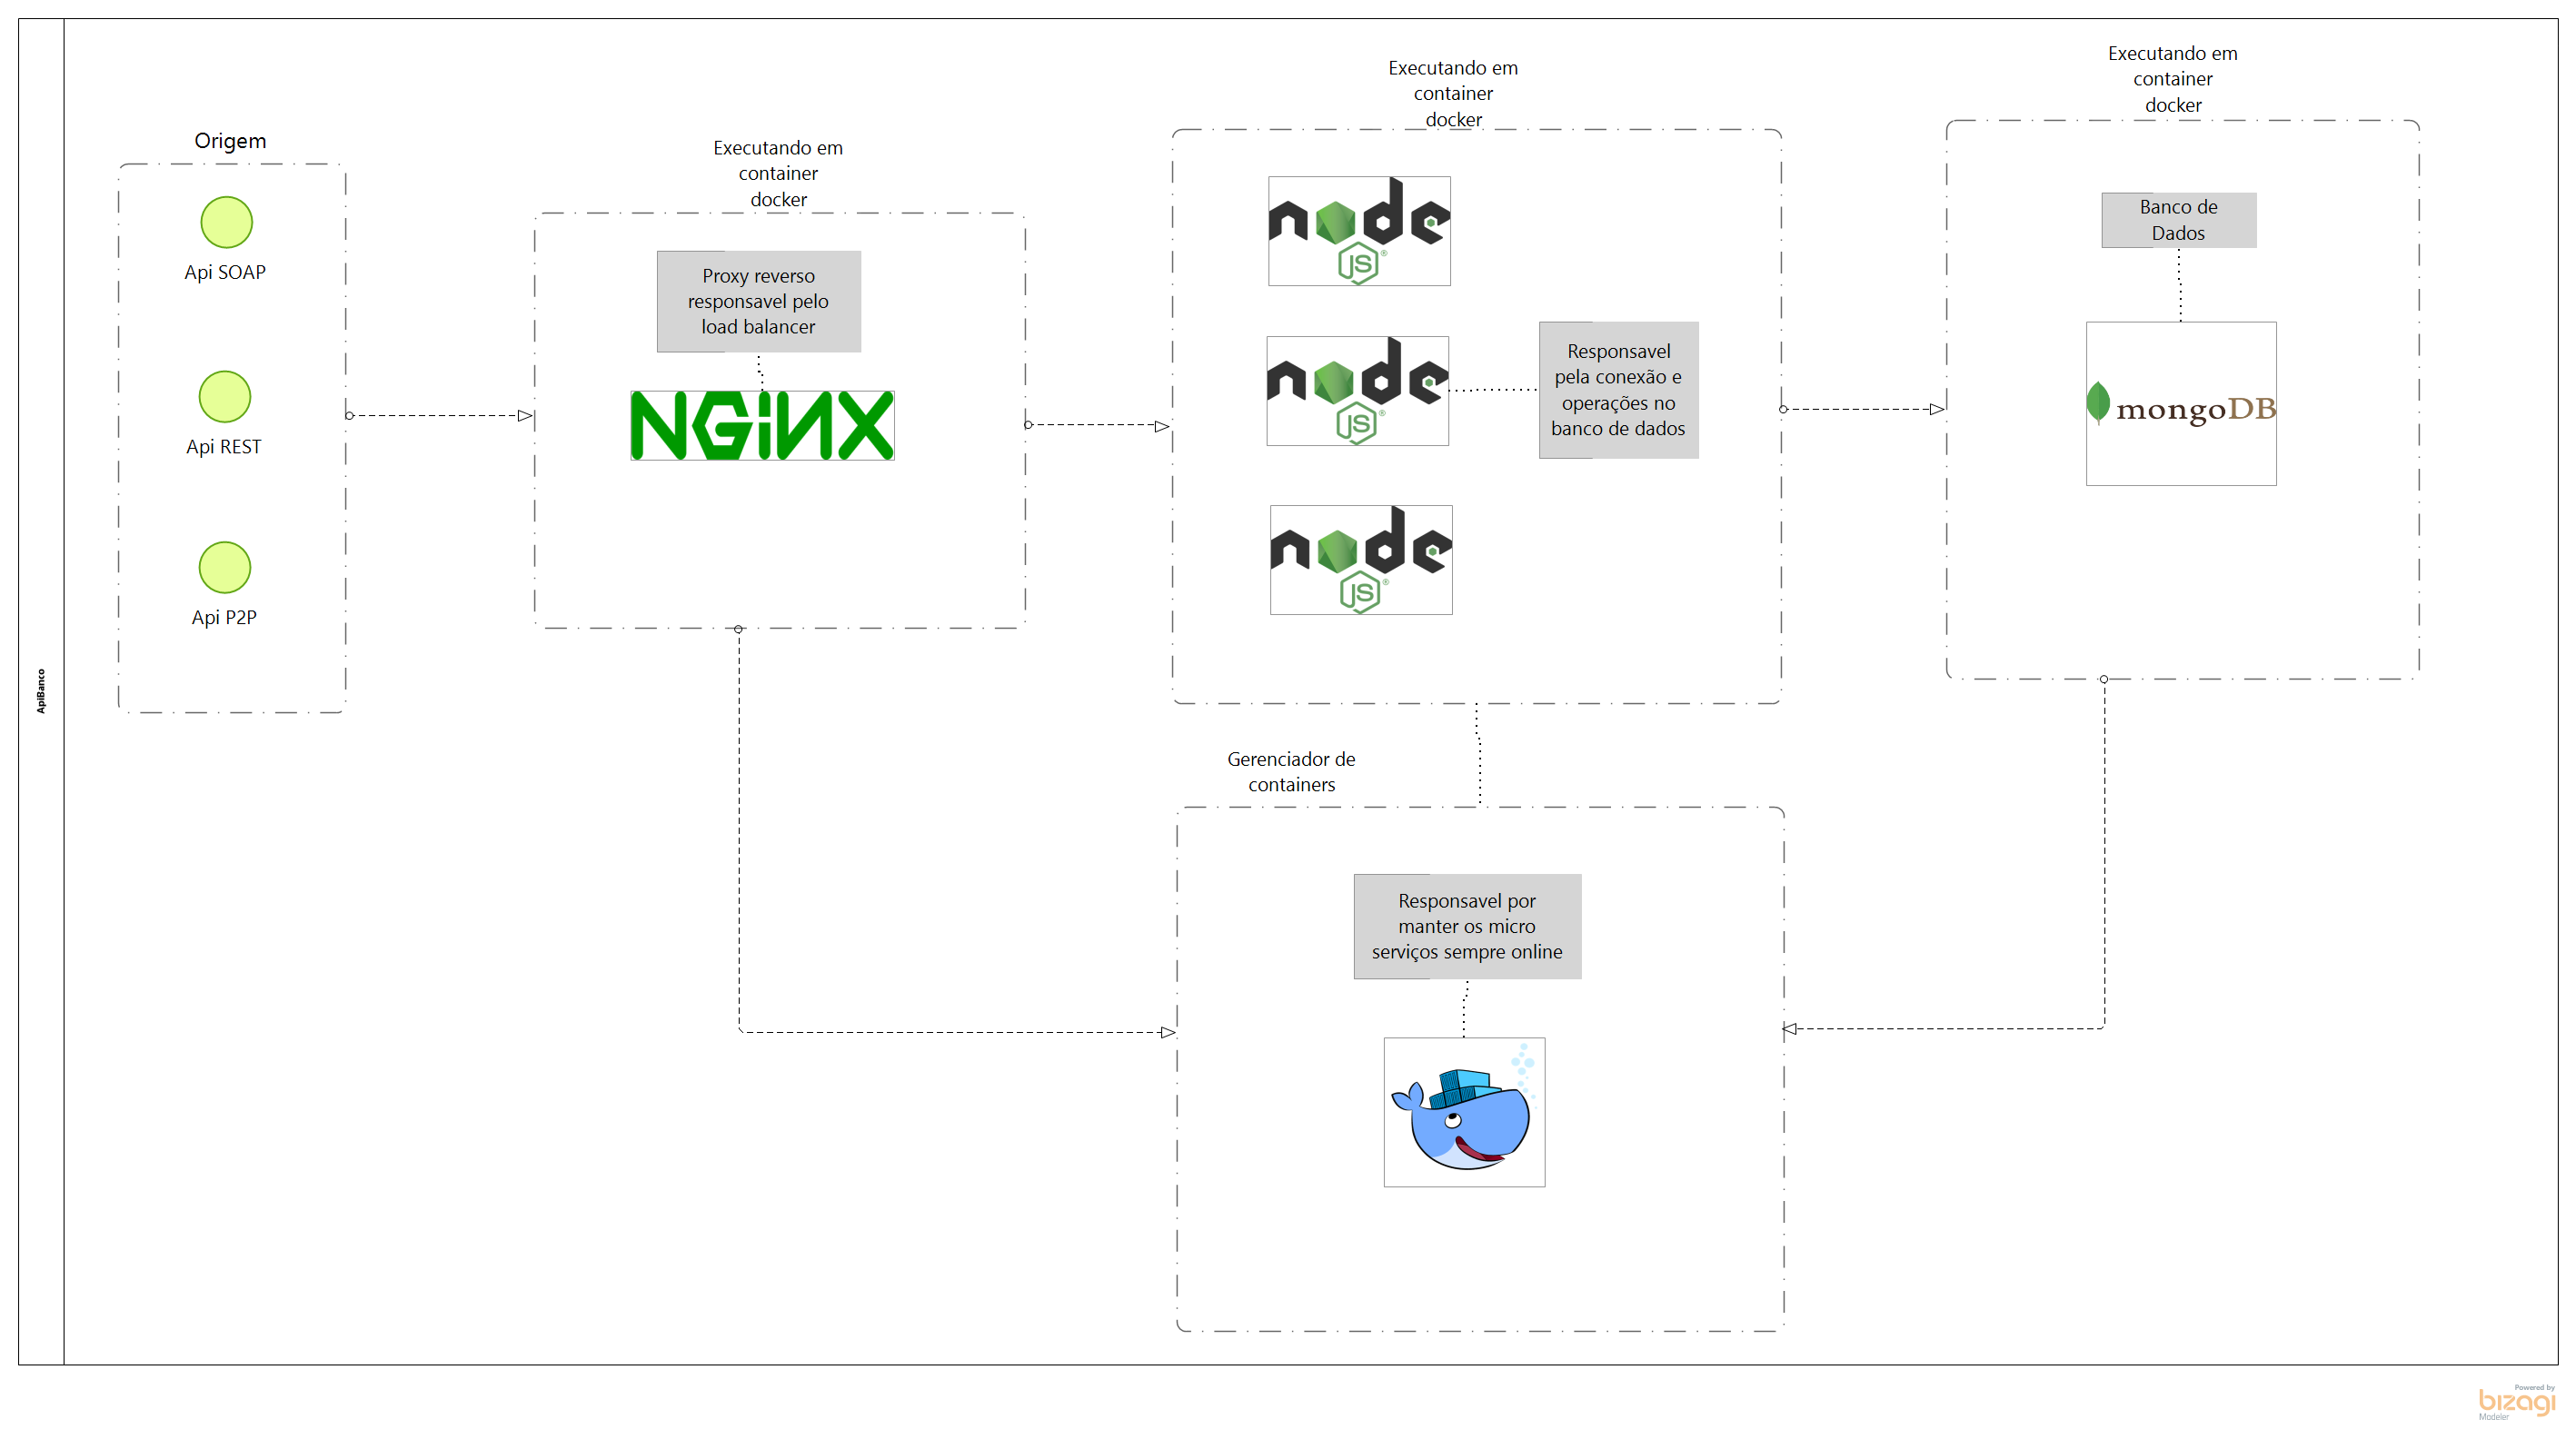 ApiBanco
Origem
Api SOAP
Api REST
Api P2P
Executando em
container
docker
Proxy reverso
responsavel pelo
load balancer
NGiNX
Executando em
container
docker
node
JS
®
node
JS
®
Responsavel
pela conexão e
operações no
banco de dados
node
JS
®
Executando em
container
docker
Banco de
Dados
mongoDB
Gerenciador de
containers
Responsavel por
manter os micro
serviços sempre online
Powered by
bizagi
Modeler